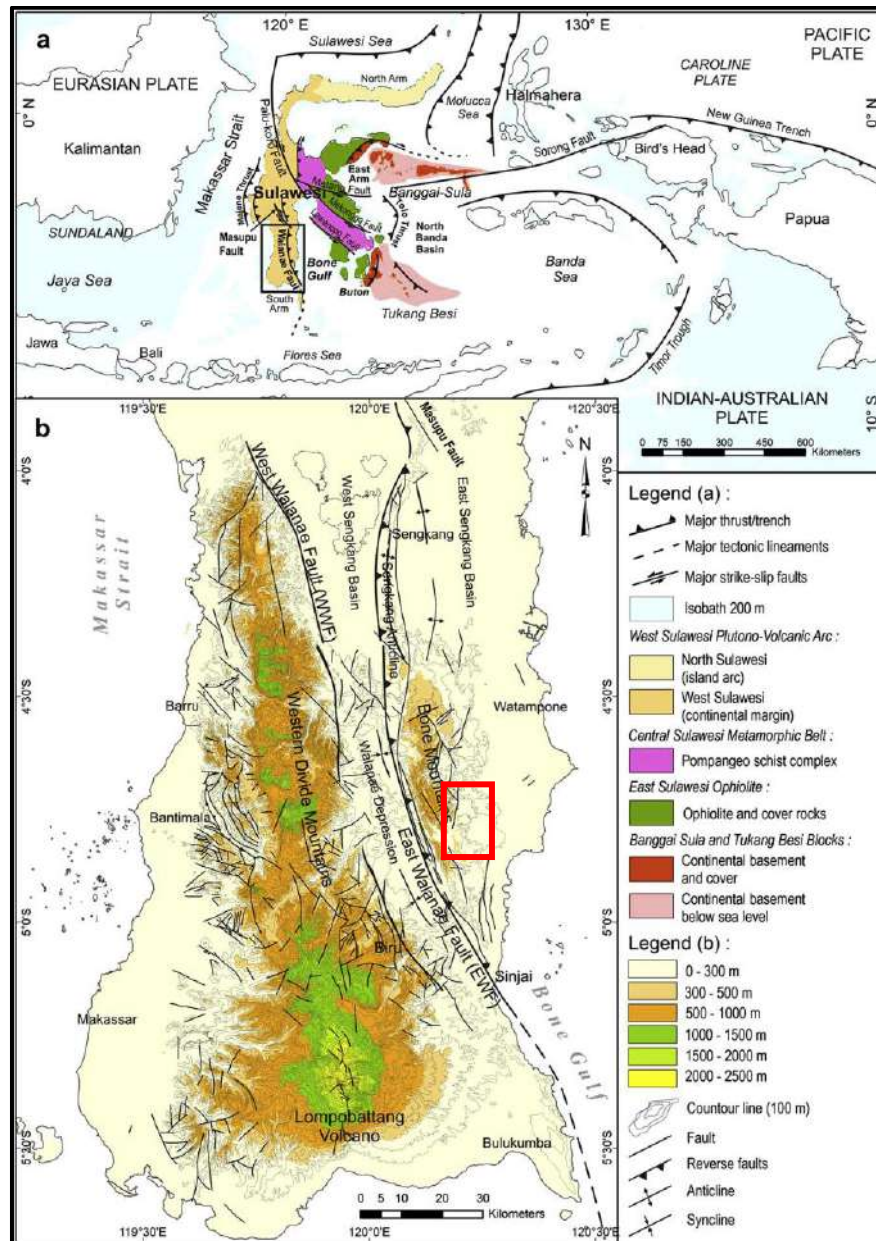 120° E
130° E
a
Sulawesi Sea
PACIFIC
PLATE
EURASIAN PLATE
North Arm
CAROLINE
PLATE
0° N
Molucca
Sea
Halmahera
New Guinea Trench
0° N
Kalimantan
Makassar Strait
Palu-koro Fault
Sorong Fault
Bird's Head
East
Arm
Sulawesi
Matano Fault
Banggai-Sula
Tolo Thrust
North
Banda
Basin
Papua
SUNDALAND
Masupu
Fault
Walanae Fault
Bone
Gulf
Banda
Sea
Java Sea
South
Arm
Buton
Tukang Besi
Jawa
Bali
Flores Sea
Timor Trough
INDIAN-AUSTRALIAN
PLATE
10° S
0 75 150 300 450 600
Kilometers
119°30'E
120°0'E
120°30'E
b
N
4°0'S
4°0'S
Masupu Fault
West Walanae Fault (WWF)
West Sengkang Basin
East Sengkang Basin
Sengkang
Sengkang Anticline
Makassar
Strait
4°30'S
4°30'S
Barru
Watampone
Bone Mountains
Western Divide Mountains
Walanae Depression
Bantimala
East Walanae Fault (EWF)
5°0'S
5°0'S
Biru
Sinjai
Bone Gulf
Makassar
Lompobattang
Volcano
Bulukumba
5°30'S
0 5 10 20 30
Kilometers
119°30'E
120°0'E
120°30'E
Legend (a) :
Major thrust/trench
Major tectonic lineaments
Major strike-slip faults
Isobath 200 m
West Sulawesi Plutono-Volcanic Arc :
North Sulawesi
(island arc)
West Sulawesi
(continental margin)
Central Sulawesi Metamorphic Belt :
Pompangeo schist complex
East Sulawesi Ophiolite :
Ophiolite and cover rocks
Banggai Sula and Tukang Besi Blocks :
Continental basement
and cover
Continental basement
below sea level
Legend (b) :
0 - 300 m
300 - 500 m
500 - 1000 m
1000 - 1500 m
1500 - 2000 m
2000 - 2500 m
Countour line (100 m)
Fault
Reverse faults
Anticline
Syncline